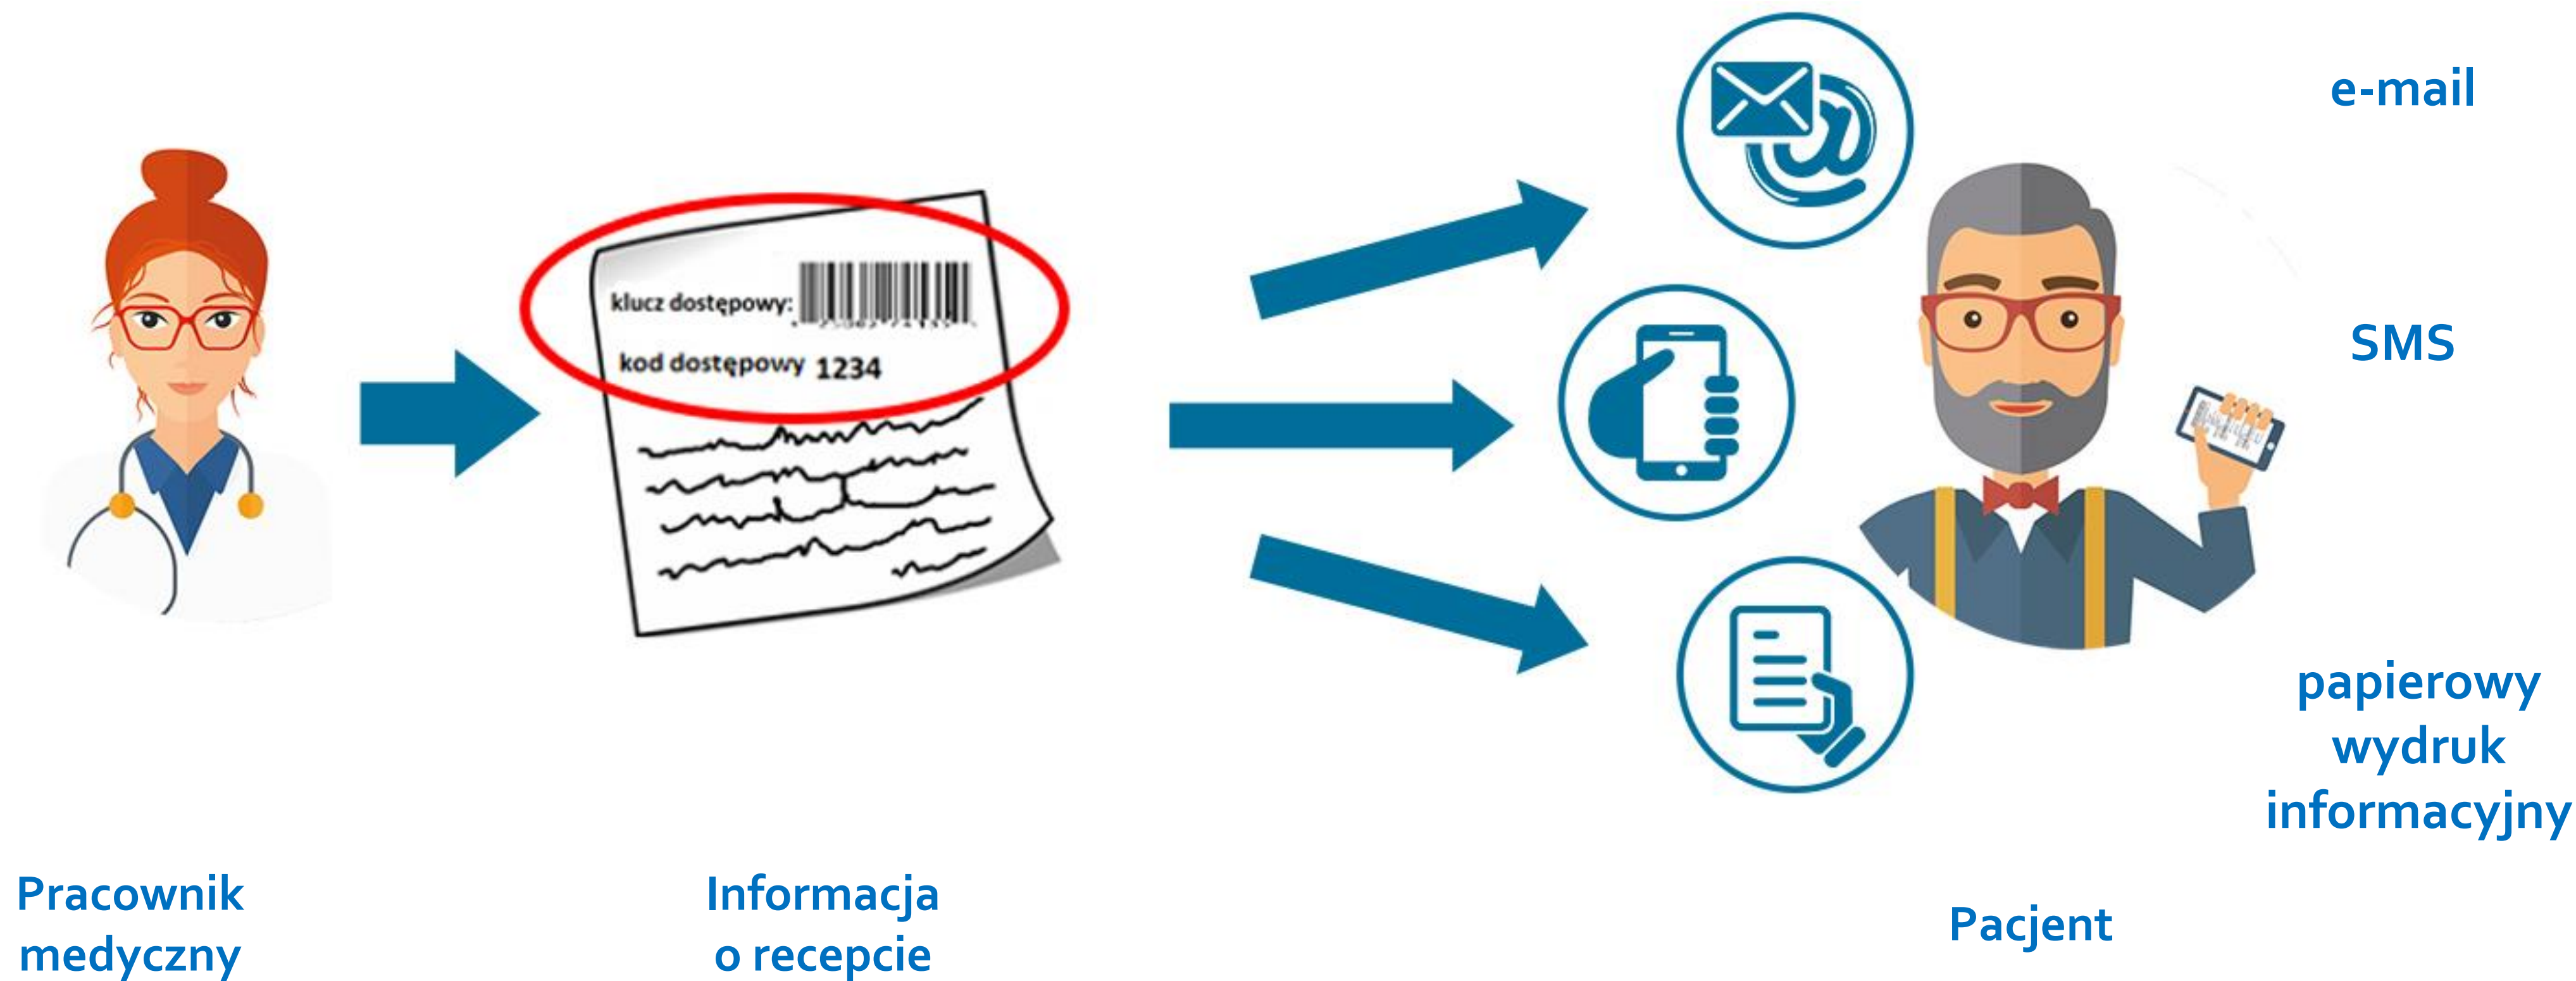 e-mail
klucz dostępowy:
SMS
kod dostępowy 1234
papierowy
wydruk
informacyjny
Pracownik
medyczny
Informacja
o recepcie
Pacjent